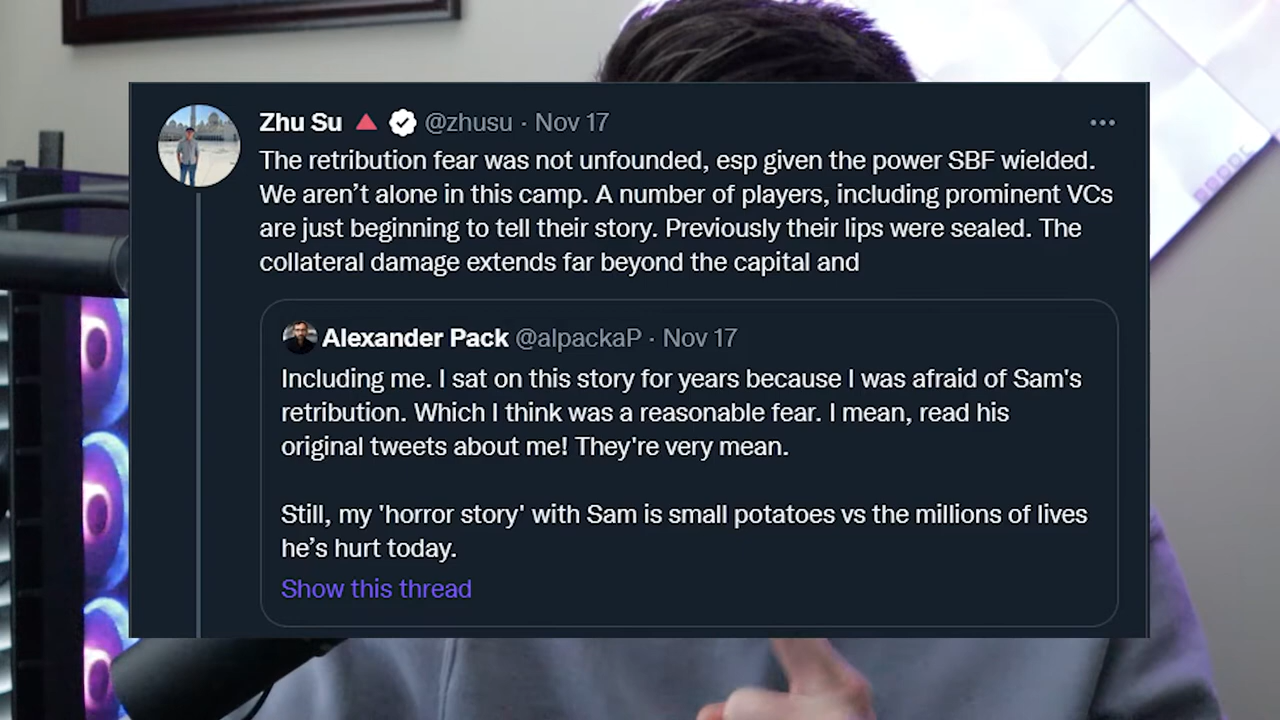 Zhu Su @zhusu · Nov 17
The retribution fear was not unfounded, esp given the power SBF wielded.
We aren’t alone in this camp. A number of players, including prominent VCs
are just beginning to tell their story. Previously their lips were sealed. The
collateral damage extends far beyond the capital and
Alexander Pack @alpackaP · Nov 17
Including me. I sat on this story for years because I was afraid of Sam's
retribution. Which I think was a reasonable fear. I mean, read his
original tweets about me! They're very mean.
Still, my 'horror story' with Sam is small potatoes vs the millions of lives
he’s hurt today.
Show this thread